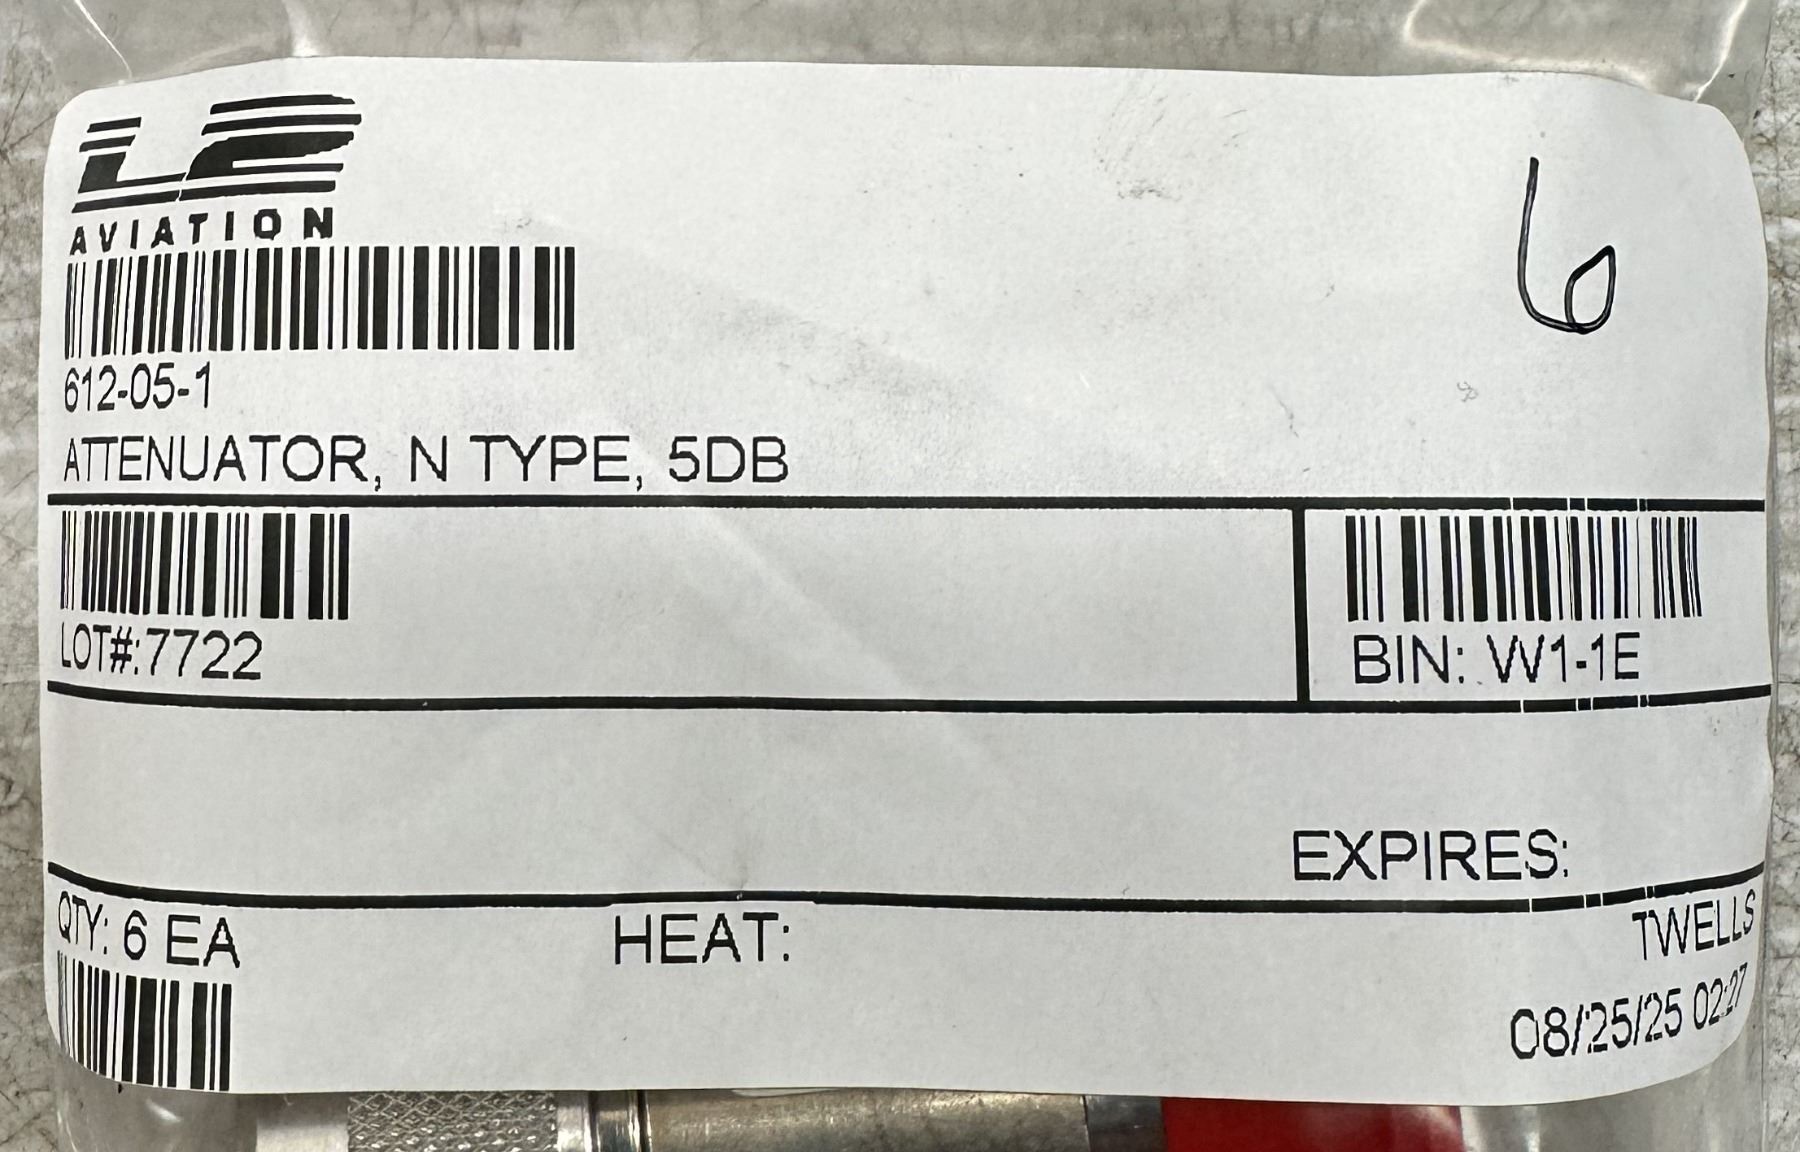 L2
AVIATION
6
612-05-1
ATTENUATOR, N TYPE, 5DB
LOT#:7722
BIN: W1-1E
EXPIRES:
QTY: 6 EA
HEAT:
TWELLS
08/25/25 02:27